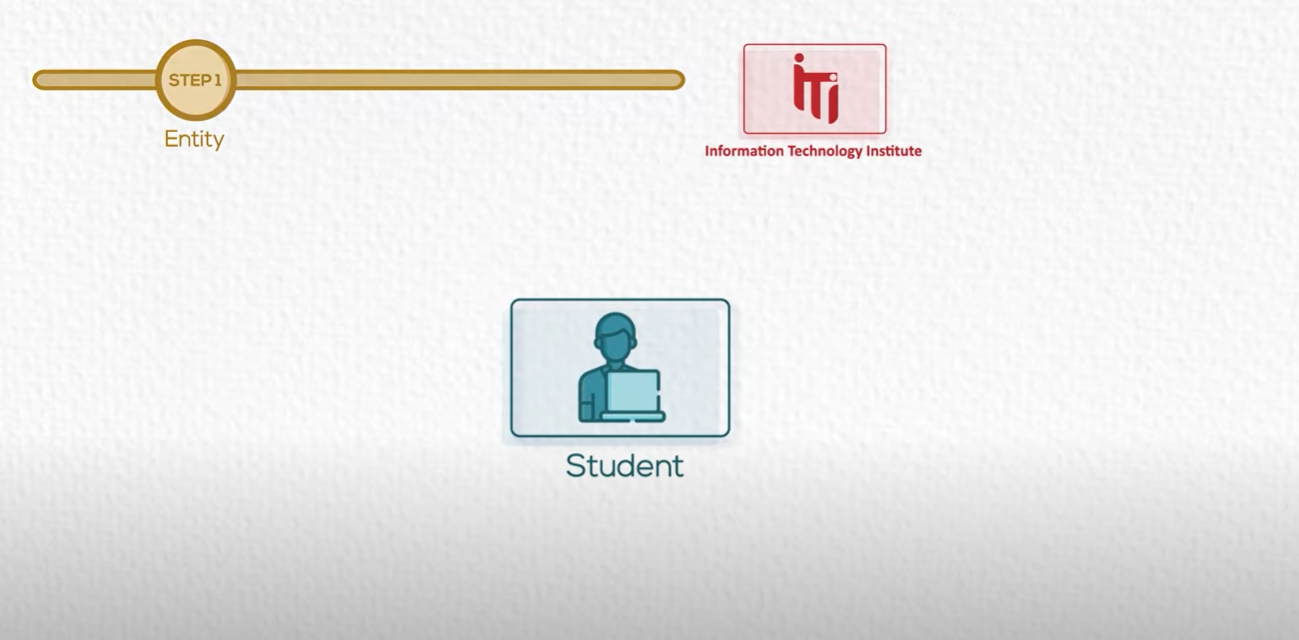 STEP 1
Entity
iTi
Information Technology Institute
Student